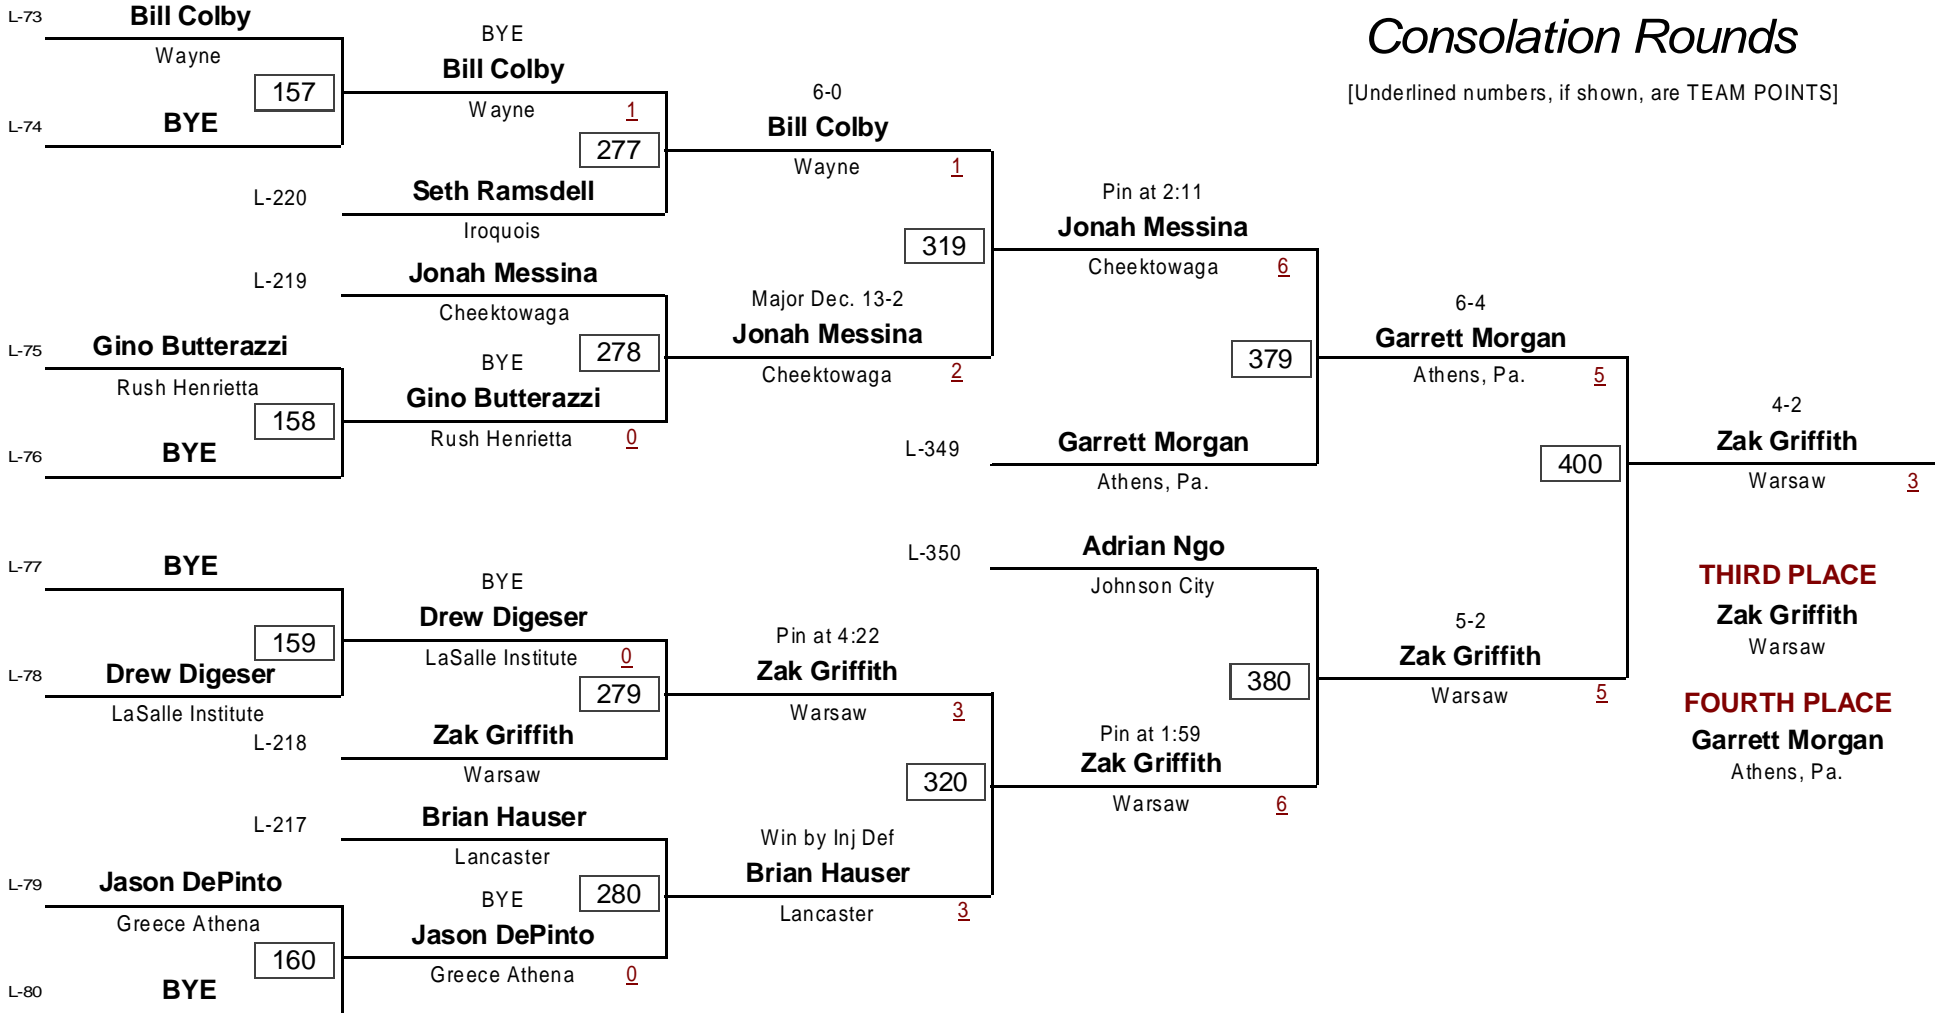 Consolation Rounds
[Underlined numbers, if shown, are TEAM POINTS]
L-73
Bill Colby
Wayne
157
L-74
BYE
L-75
Gino Butterazzi
Rush Henrietta
158
L-76
BYE
L-77
BYE
159
L-78
Drew Digeser
LaSalle Institute
L-79
Jason DePinto
Greece Athena
160
L-80
BYE
BYE
Bill Colby
Wayne 1
277
L-220
Seth Ramsdell
Iroquois
L-219
Jonah Messina
Cheektowaga
278
BYE
Gino Butterazzi
Rush Henrietta 0
BYE
Drew Digeser
LaSalle Institute 0
279
L-218
Zak Griffith
Warsaw
L-217
Brian Hauser
Lancaster
280
BYE
Jason DePinto
Greece Athena 0
6-0
Bill Colby
Wayne 1
319
Major Dec. 13-2
Jonah Messina
Cheektowaga 2
Pin at 4:22
Zak Griffith
Warsaw 3
320
Win by Inj Def
Brian Hauser
Lancaster 3
Pin at 2:11
Jonah Messina
Cheektowaga 6
379
L-349
Garrett Morgan
Athens, Pa.
L-350
Adrian Ngo
Johnson City
380
Pin at 1:59
Zak Griffith
Warsaw 6
6-4
Garrett Morgan
Athens, Pa. 5
400
5-2
Zak Griffith
Warsaw 5
4-2
Zak Griffith
Warsaw 3
THIRD PLACE
Zak Griffith
Warsaw
FOURTH PLACE
Garrett Morgan
Athens, Pa.